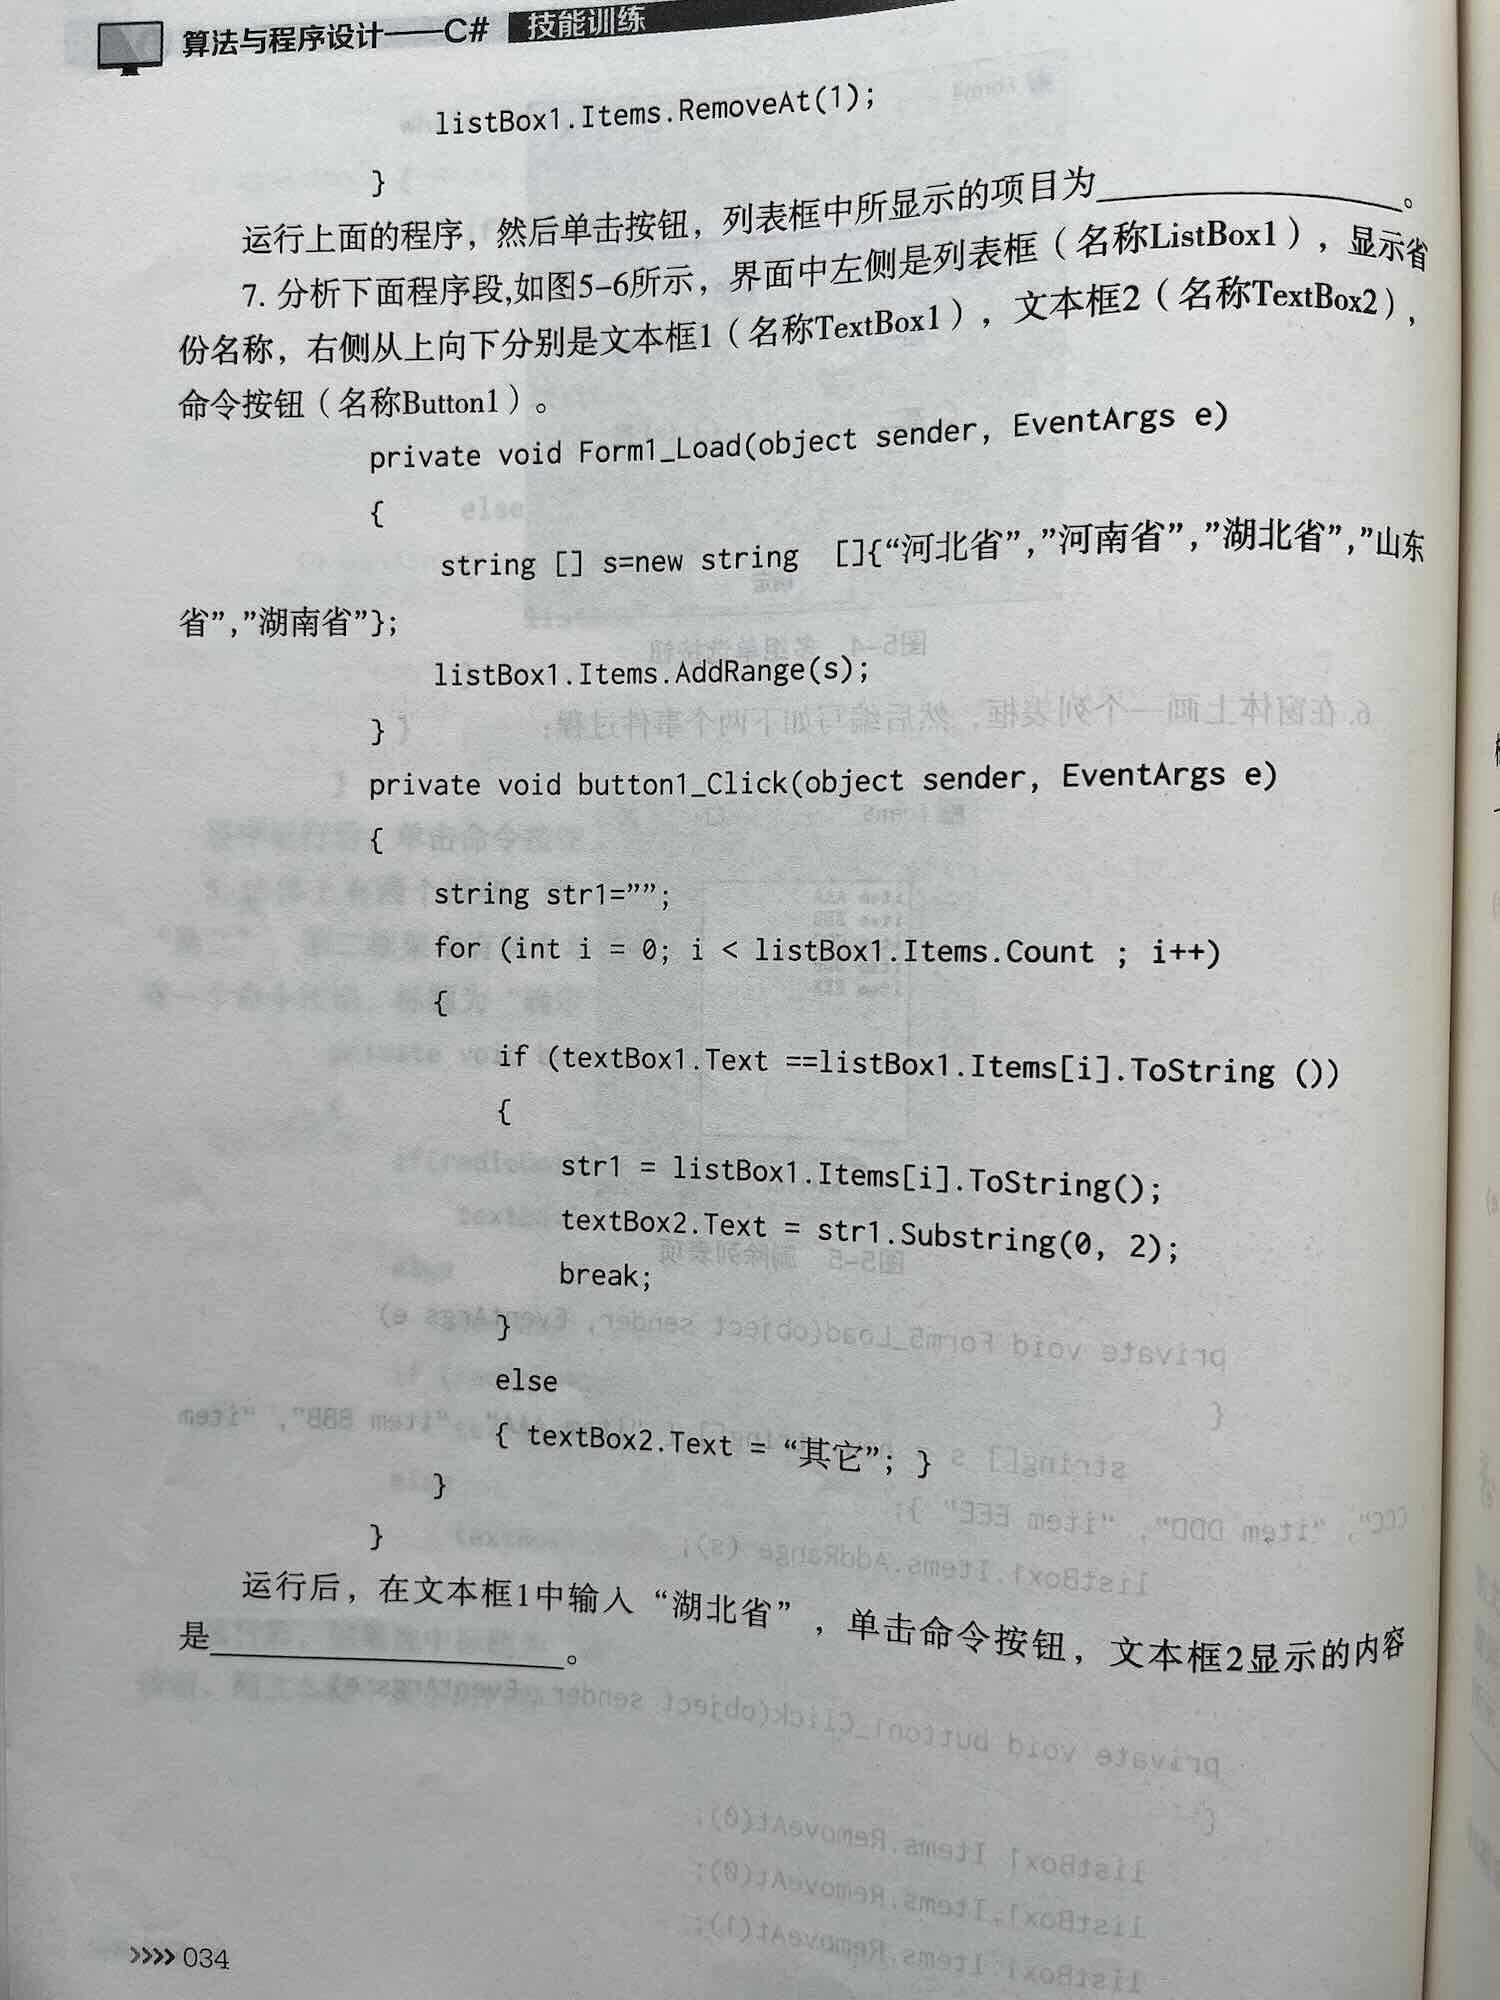 算法与程序设计——C# 技能训练
listBox1.Items.RemoveAt(1);
}
运行上面的程序，然后单击按钮，列表框中所显示的项目为____________________。
7. 分析下面程序段,如图5-6所示，界面中左侧是列表框（名称ListBox1），显示省
份名称，右侧从上向下分别是文本框1（名称TextBox1），文本框2（名称TextBox2），
命令按钮（名称Button1）。
private void Form1_Load(object sender, EventArgs e)
{
string [] s=new string []{“河北省”,”河南省”,”湖北省”,”山东
省”,”湖南省”};
listBox1.Items.AddRange(s);
}
private void button1_Click(object sender, EventArgs e)
{
string str1=””;
for (int i = 0; i < listBox1.Items.Count ; i++)
{
if (textBox1.Text ==listBox1.Items[i].ToString ())
{
str1 = listBox1.Items[i].ToString();
textBox2.Text = str1.Substring(0, 2);
break;
}
else
{ textBox2.Text = “其它”; }
}
}
运行后，在文本框1中输入“湖北省”，单击命令按钮，文本框2显示的内容
是____________________。
>>>> 034